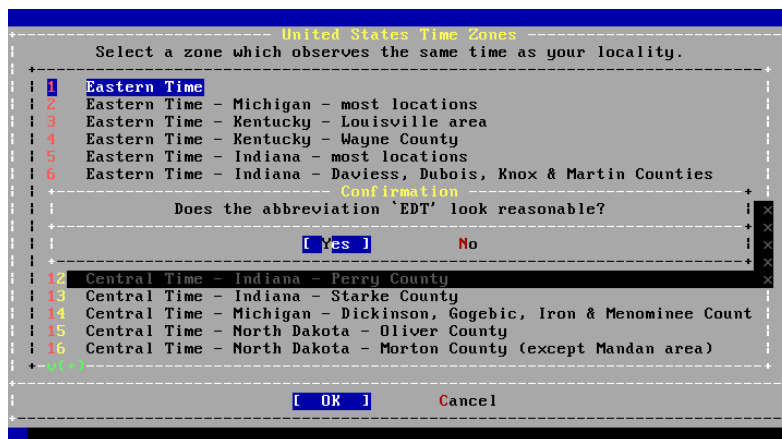 United States Time Zones
Select a zone which observes the same time as your locality.
1 Eastern Time
2 Eastern Time - Michigan - most locations
3 Eastern Time - Kentucky - Louisville area
4 Eastern Time - Kentucky - Wayne County
5 Eastern Time - Indiana - most locations
6 Eastern Time - Indiana - Daviess, Dubois, Knox & Martin Counties
Confirmation
Does the abbreviation `EDT' look reasonable?
[ Yes ] No
12 Central Time - Indiana - Perry County
13 Central Time - Indiana - Starke County
14 Central Time - Michigan - Dickinson, Gogebic, Iron & Menominee Count
15 Central Time - North Dakota - Oliver County
16 Central Time - North Dakota - Morton County (except Mandan area)
v(+)
[ OK ] Cancel